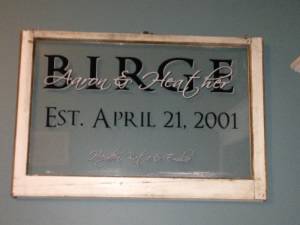 BIRGE
Aaron & Heather
EST. APRIL 21, 2001